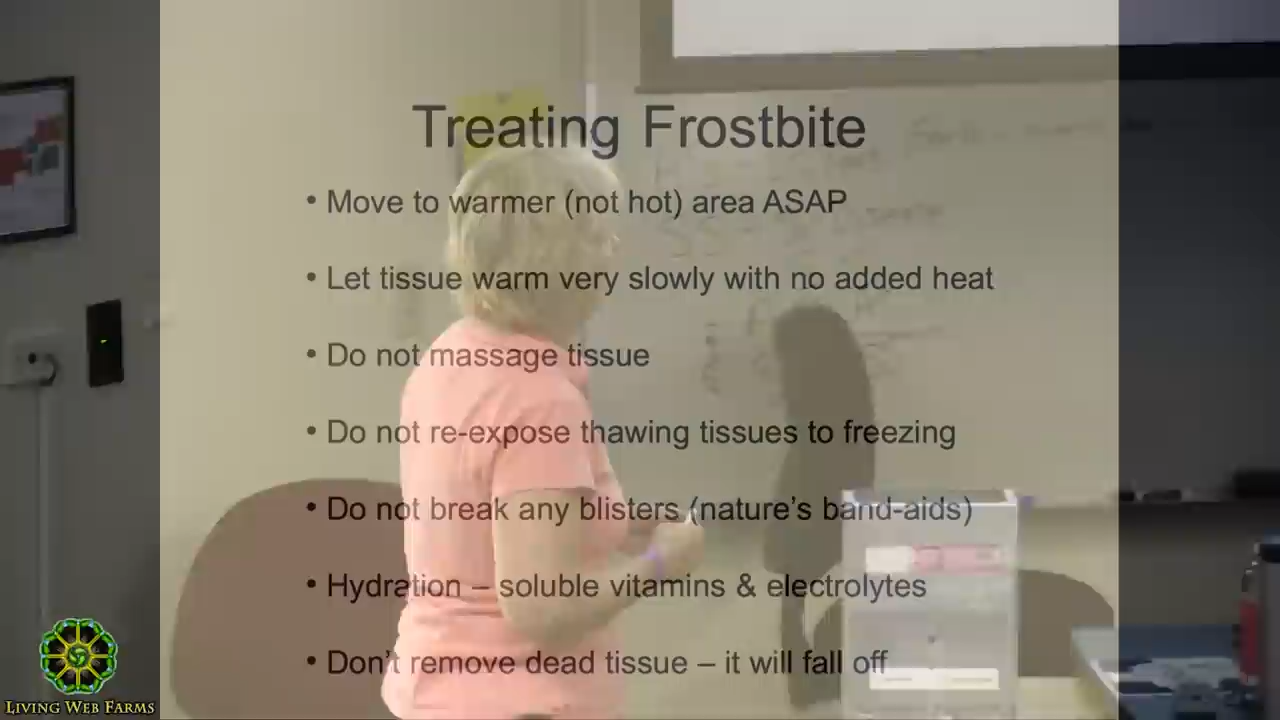 Treating Frostbite
• Move to warmer (not hot) area ASAP
• Let tissue warm very slowly with no added heat
• Do not massage tissue
• Do not re-expose thawing tissues to freezing
• Do not break any blisters (nature's band-aids)
• Hydration – soluble vitamins & electrolytes
• Don't remove dead tissue – it will fall off
LIVING WEB FARMS